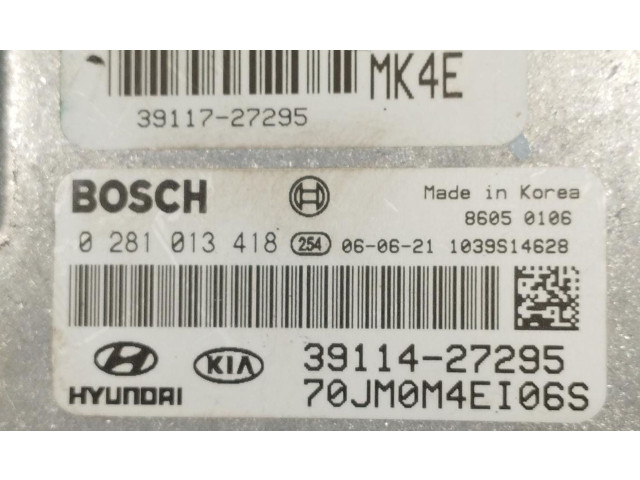 MK4E
39117-27295
BOSCH
Made in Korea
8605 0106
0 281 013 418 254 06-06-21 1039S14628
HYUNDAI KIA 39114-27295
70JM0M4EI06S